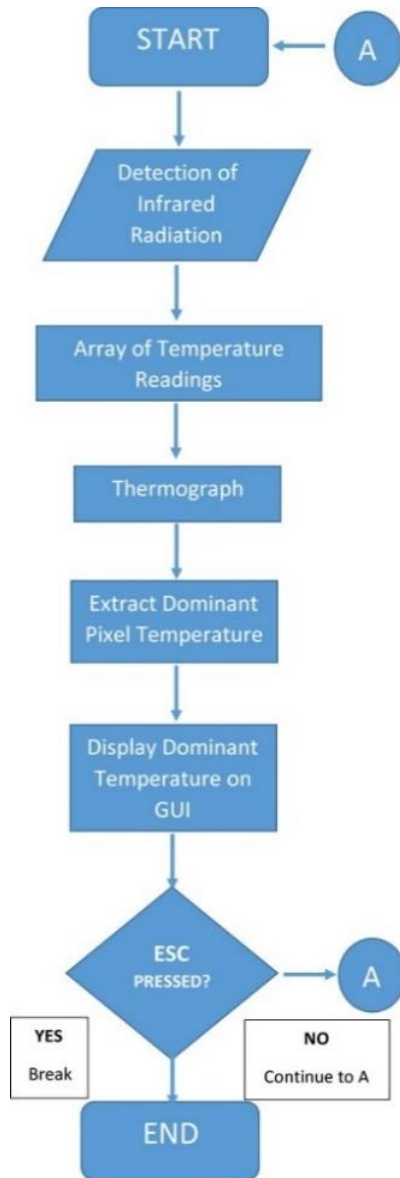 START
A
Detection of
Infrared
Radiation
Array of Temperature
Readings
Thermograph
Extract Dominant
Pixel Temperature
Display Dominant
Temperature on
GUI
ESC
PRESSED?
A
YES
Break
NO
Continue to A
END